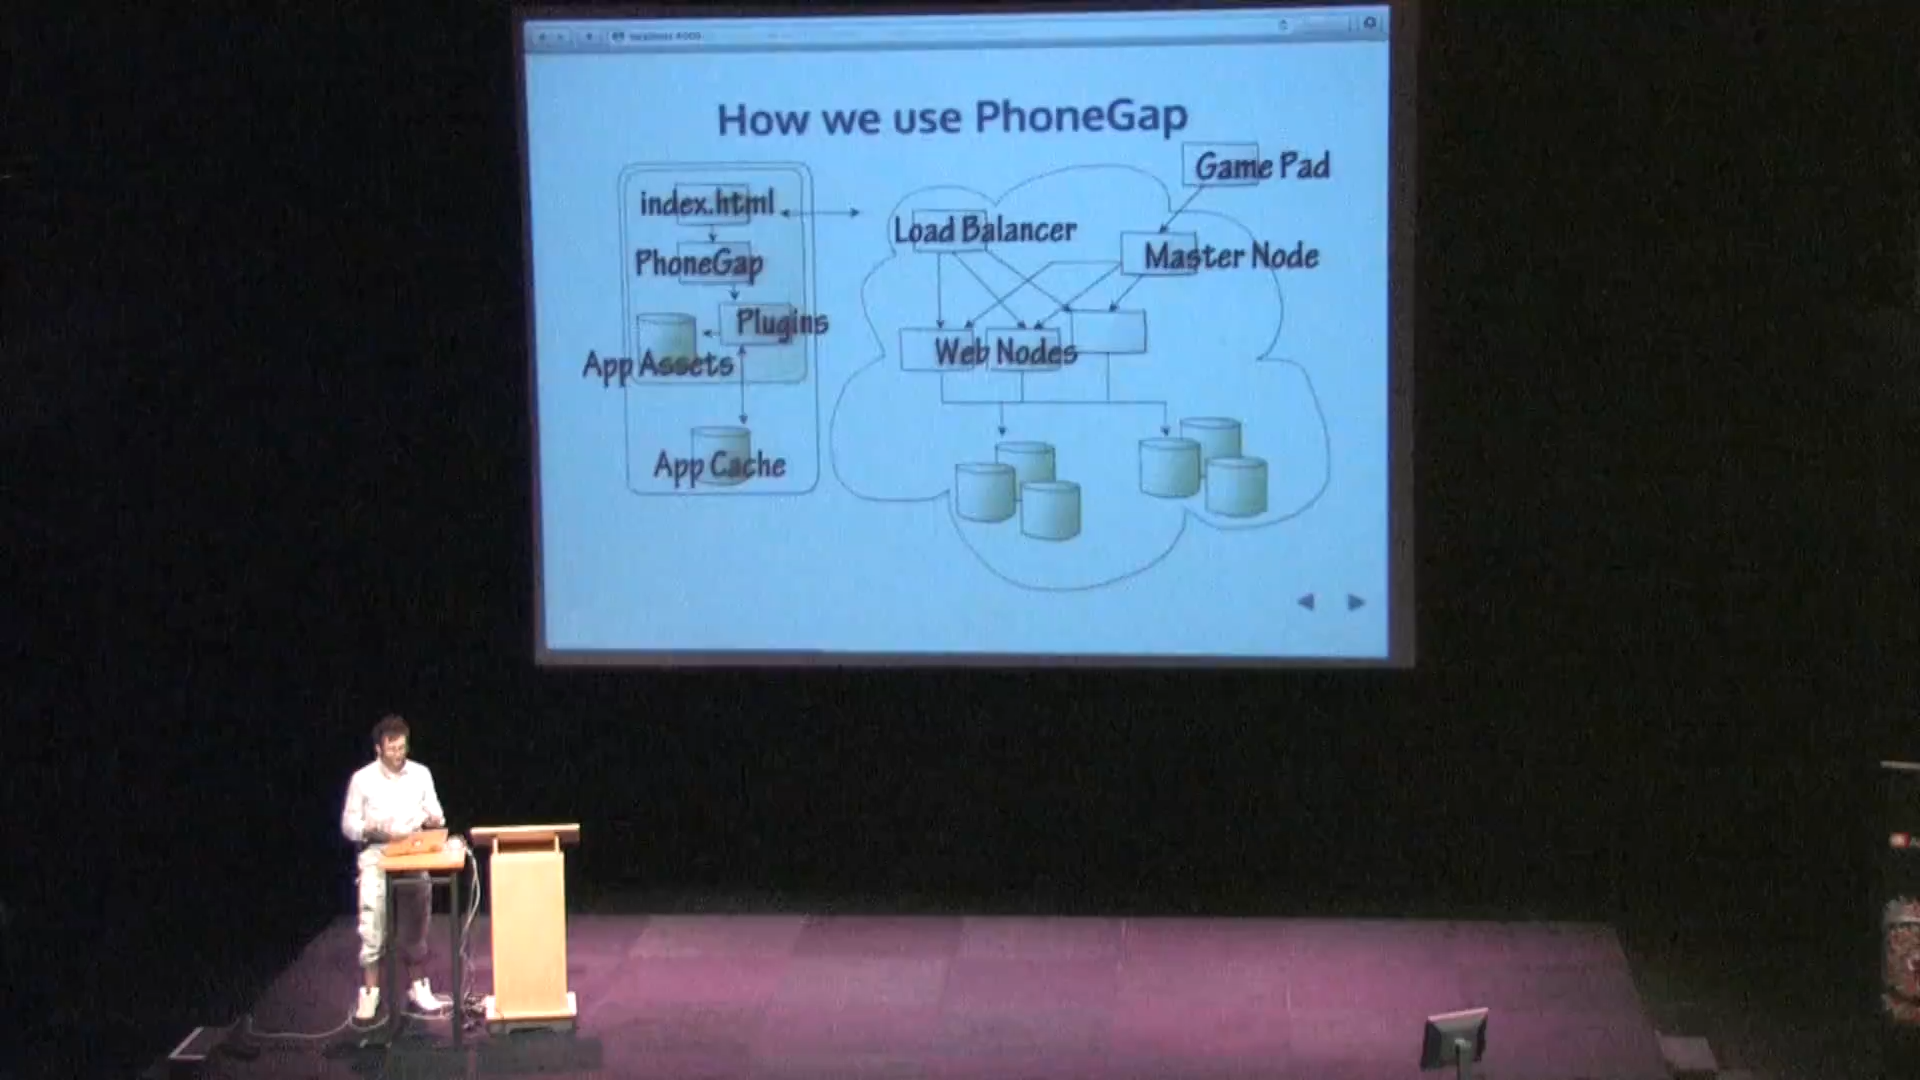 How we use PhoneGap
Game Pad
index.html
Load Balancer
Master Node
PhoneGap
Plugins
Web Nodes
App Assets
App Cache